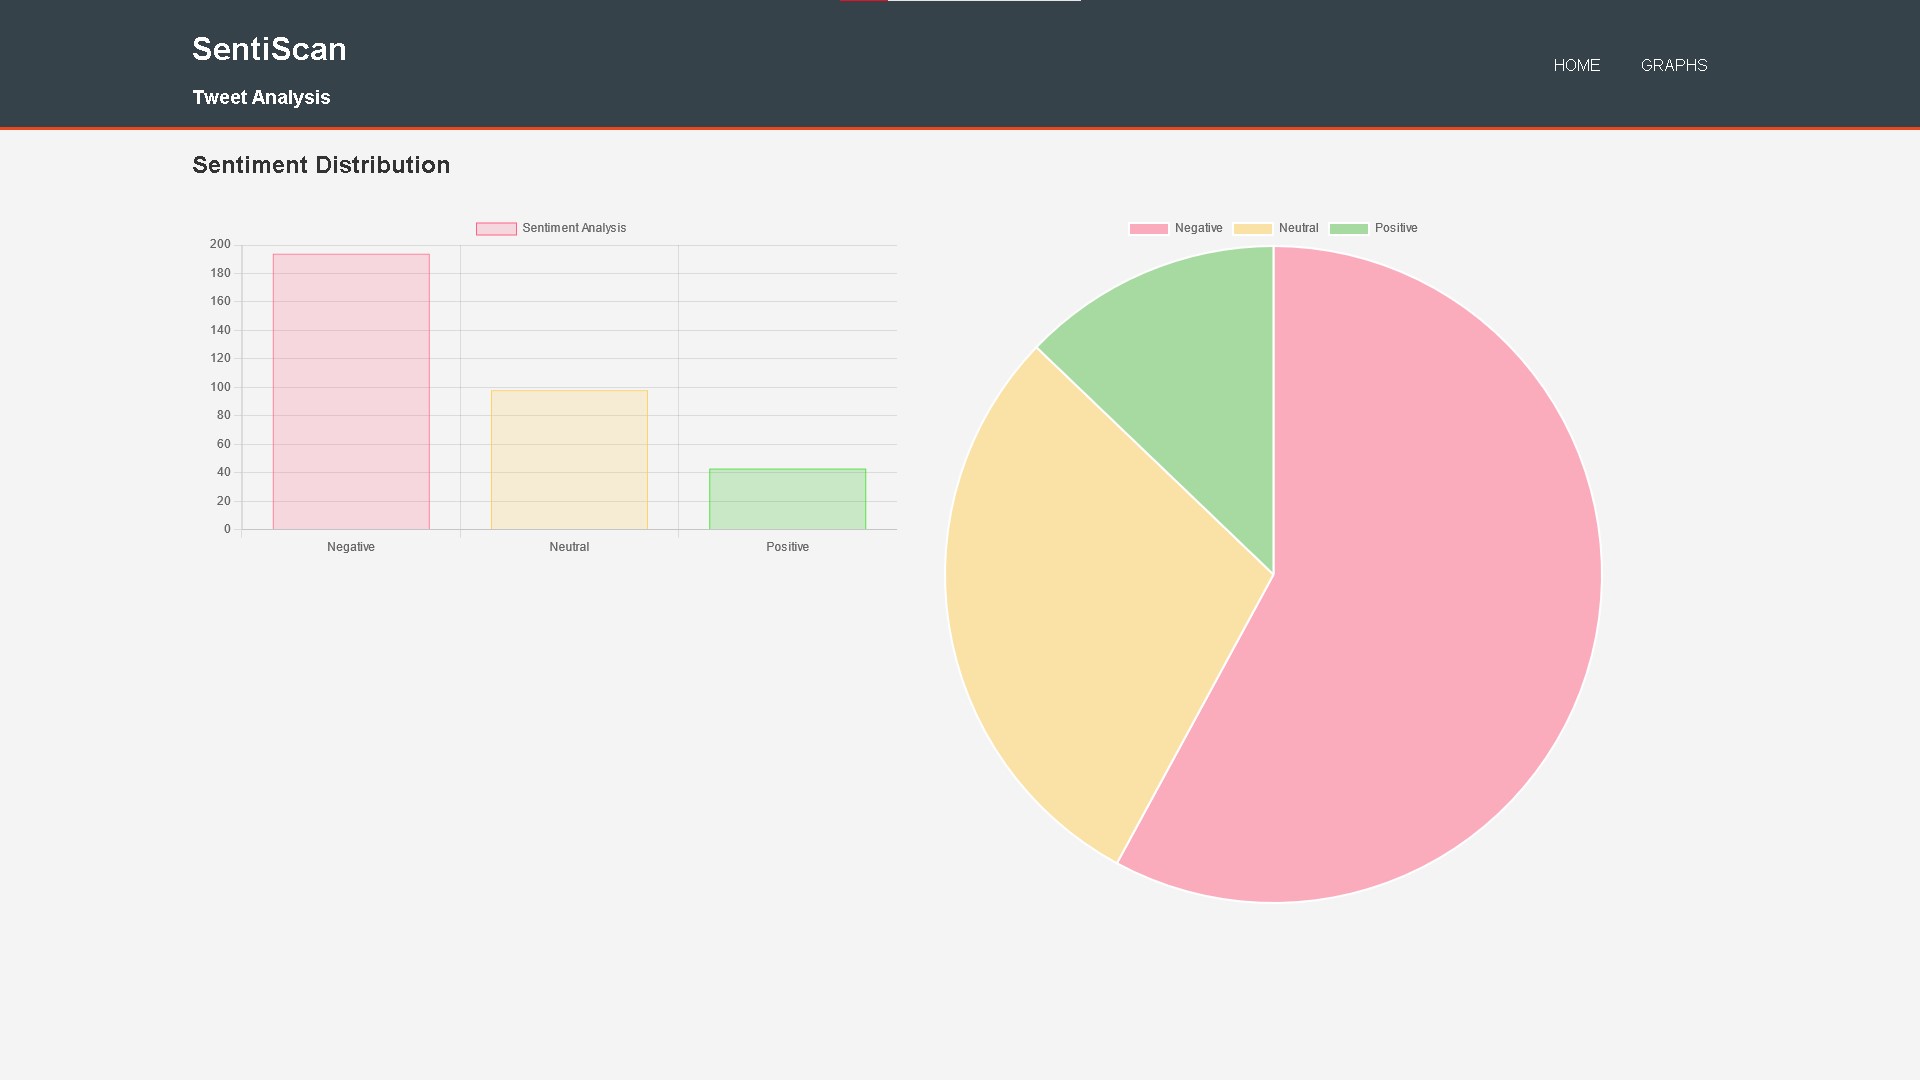 SentiScan
Tweet Analysis
HOME GRAPHS
Sentiment Distribution
Sentiment Analysis
200
180
160
140
120
100
80
60
40
20
0
Negative Neutral Positive
Negative Neutral Positive